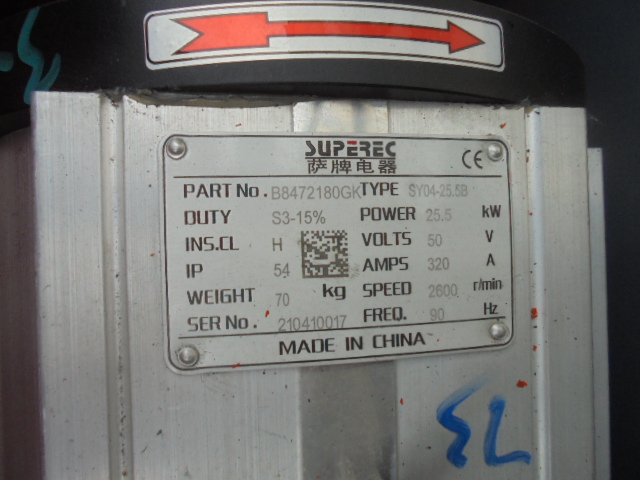 SUPEREC
萨牌电器
CE
PART No. B8472180GK TYPE SY04-25.5B
DUTY S3-15% POWER 25.5 kW
INS.CL H VOLTS 50 V
IP 54 AMPS 320 A
WEIGHT 70 kg SPEED 2600 r/min
SER No. 210410017 FREQ. 90 Hz
MADE IN CHINA